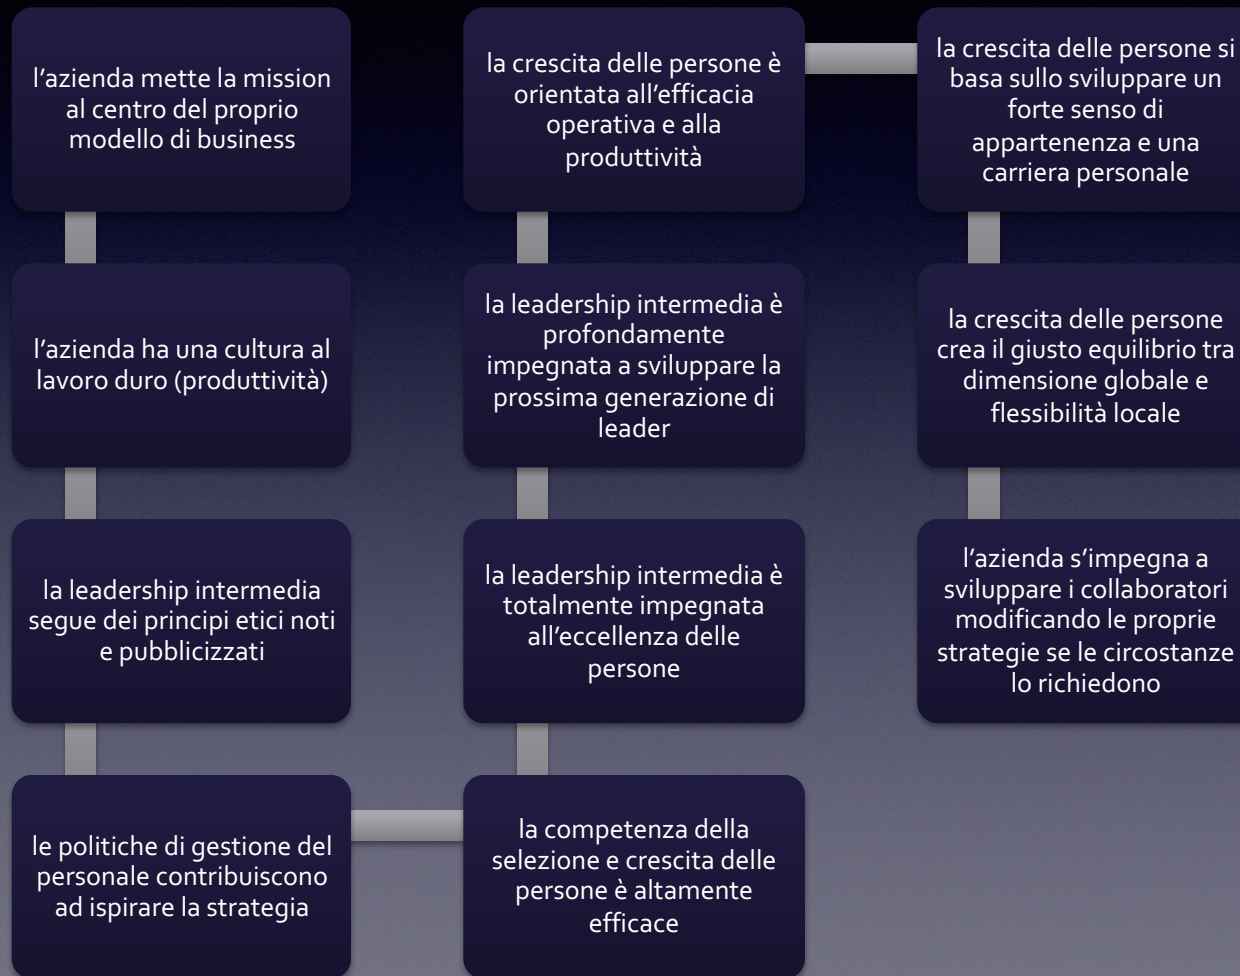 l’azienda mette la mission
al centro del proprio
modello di business
l’azienda ha una cultura al
lavoro duro (produttività)
la leadership intermedia
segue dei principi etici noti
e pubblicizzati
le politiche di gestione del
personale contribuiscono
ad ispirare la strategia
la competenza della
selezione e crescita delle
persone è altamente
efficace
la leadership intermedia è
totalmente impegnata
all’eccellenza delle
persone
la leadership intermedia è
profondamente
impegnata a sviluppare la
prossima generazione di
leader
la crescita delle persone è
orientata all’efficacia
operativa e alla
produttività
la crescita delle persone si
basa sullo sviluppare un
forte senso di
appartenenza e una
carriera personale
la crescita delle persone
crea il giusto equilibrio tra
dimensione globale e
flessibilità locale
l’azienda s’impegna a
sviluppare i collaboratori
modificando le proprie
strategie se le circostanze
lo richiedono